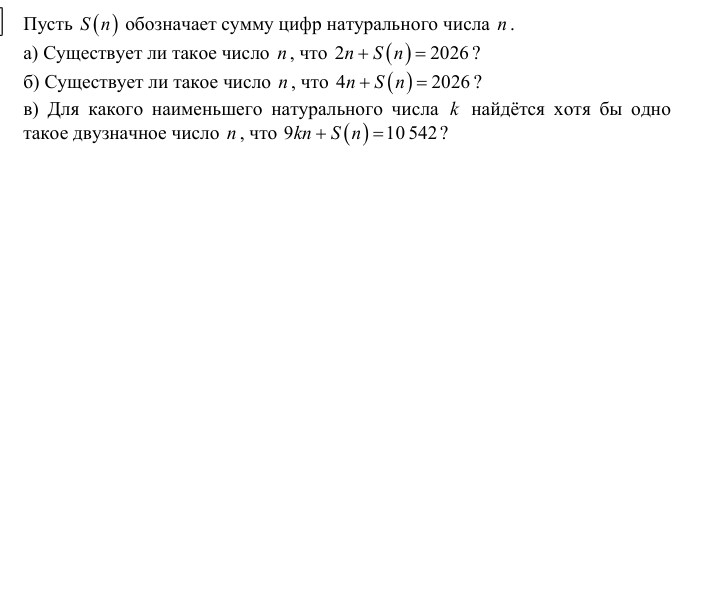 Пусть S(n) обозначает сумму цифр натурального числа n.
а) Существует ли такое число n, что 2n + S(n) = 2026?
б) Существует ли такое число n, что 4n + S(n) = 2026?
в) Для какого наименьшего натурального числа k найдётся хотя бы одно
такое двузначное число n, что 9kn + S(n) = 10 542?